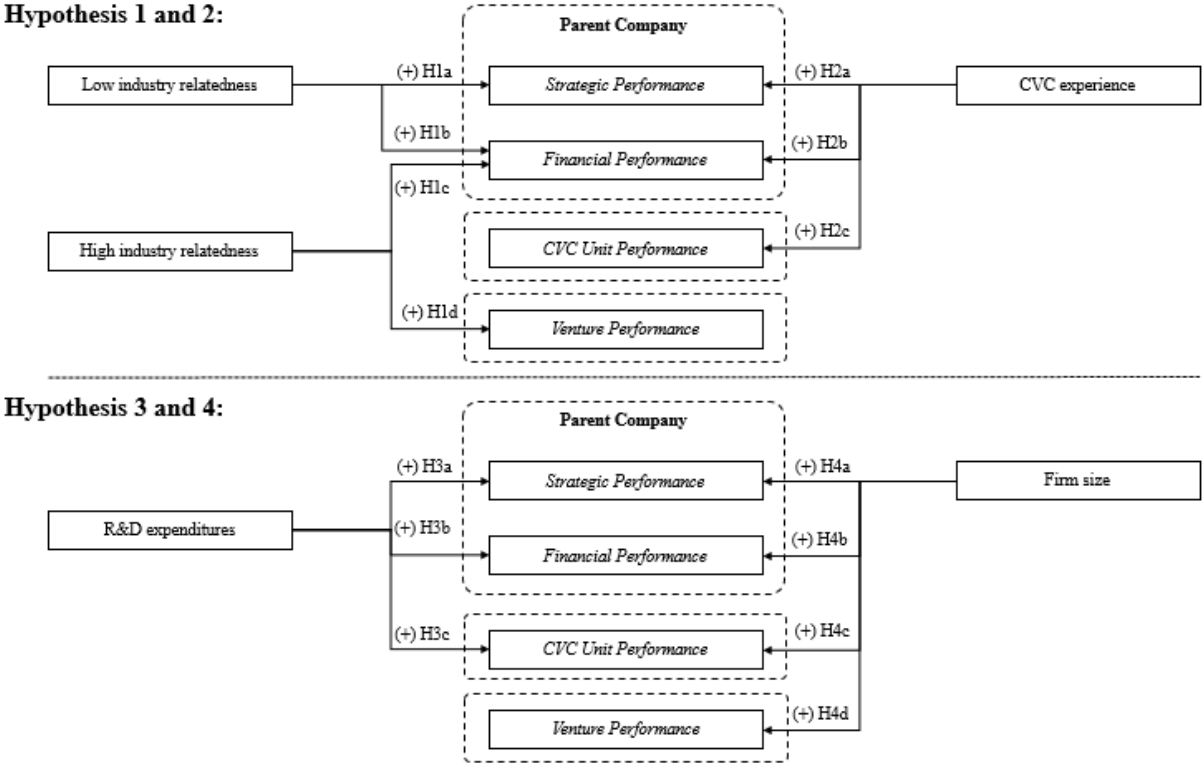 Hypothesis 1 and 2:
Parent Company
Low industry relatedness
(+) H1a
Strategic Performance
(+) H2a
CVC experience
(+) H1b
Financial Performance
(+) H2b
(+) H1c
High industry relatedness
CVC Unit Performance
(+) H2c
(+) H1d
Venture Performance
Hypothesis 3 and 4:
Parent Company
(+) H3a
Strategic Performance
(+) H4a
Firm size
R&D expenditures
(+) H3b
Financial Performance
(+) H4b
(+) H3c
CVC Unit Performance
(+) H4c
Venture Performance
(+) H4d